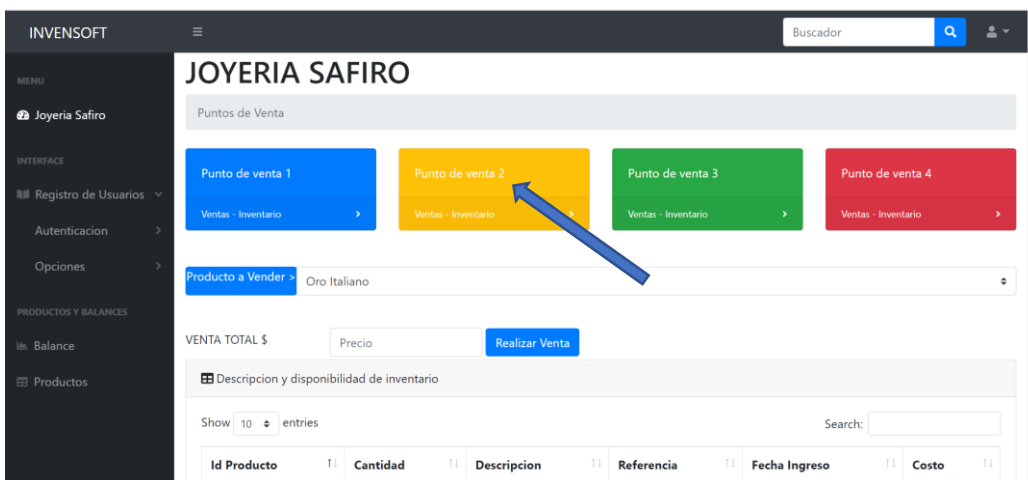 INVENSOFT
Buscador
MENU
Joyeria Safiro
INTERFACE
Registro de Usuarios
Autenticacion
Opciones
PRODUCTOS Y BALANCES
Balance
Productos
JOYERIA SAFIRO
Puntos de Venta
Punto de venta 1
Ventas - Inventario
Punto de venta 2
Ventas - Inventario
Punto de venta 3
Ventas - Inventario
Punto de venta 4
Ventas - Inventario
Producto a Vender > Oro Italiano
VENTA TOTAL $ Precio Realizar Venta
Descripcion y disponibilidad de inventario
Show 10 entries Search:
Id Producto Cantidad Descripcion Referencia Fecha Ingreso Costo